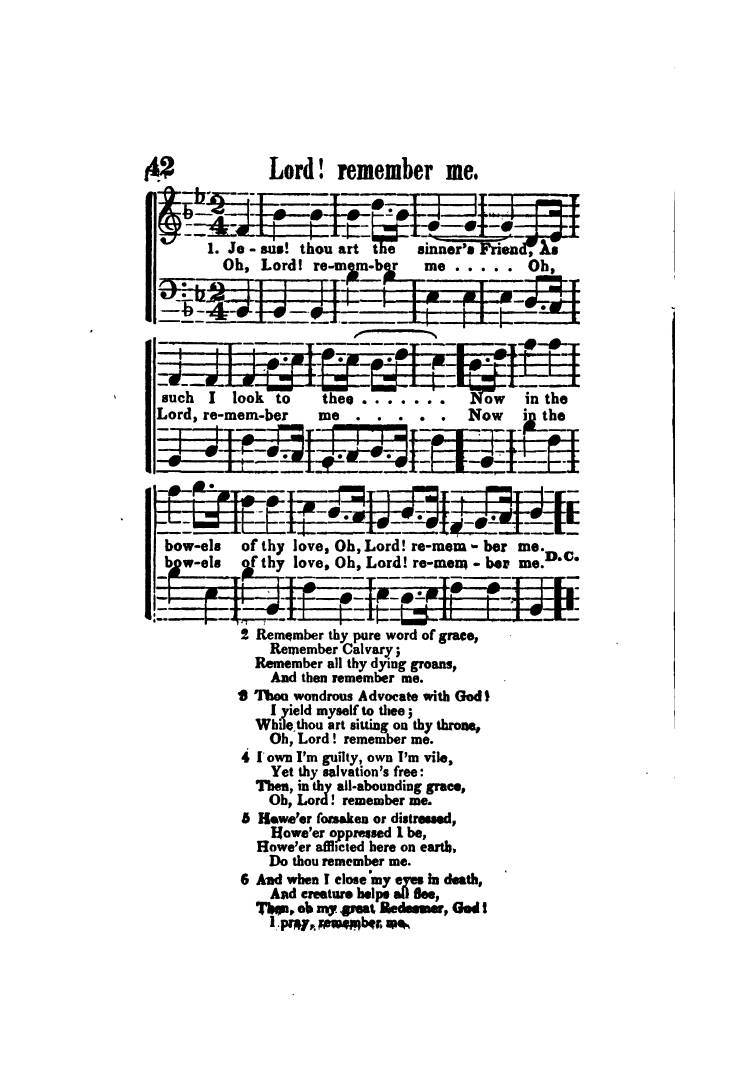 42
Lord! remember me.
1. Je - sus! thou art the sinner's Friend, As
Oh, Lord! re-mem-ber me . . . . . Oh,
such I look to thee . . . . . . . Now in the
Lord, re-mem-ber me . . . . . Now in the
bow-els of thy love, Oh, Lord! re-mem - ber me.
bow-els of thy love, Oh, Lord! re-mem - ber me. D.C.
2 Remember thy pure word of grace,
Remember Calvary;
Remember all thy dying groans,
And then remember me.
3 Thou wondrous Advocate with God!
I yield myself to thee;
While thou art sitting on thy throne,
Oh, Lord! remember me.
4 I own I'm guilty, own I'm vile,
Yet thy salvation's free:
Then, in thy all-abounding grace,
Oh, Lord! remember me.
5 Howe'er forsaken or distressed,
Howe'er oppressed I be,
Howe'er afflicted here on earth,
Do thou remember me.
6 And when I close my eyes in death,
And creature helps all flee,
Then, oh my great Redeemer, God!
I pray, remember me.